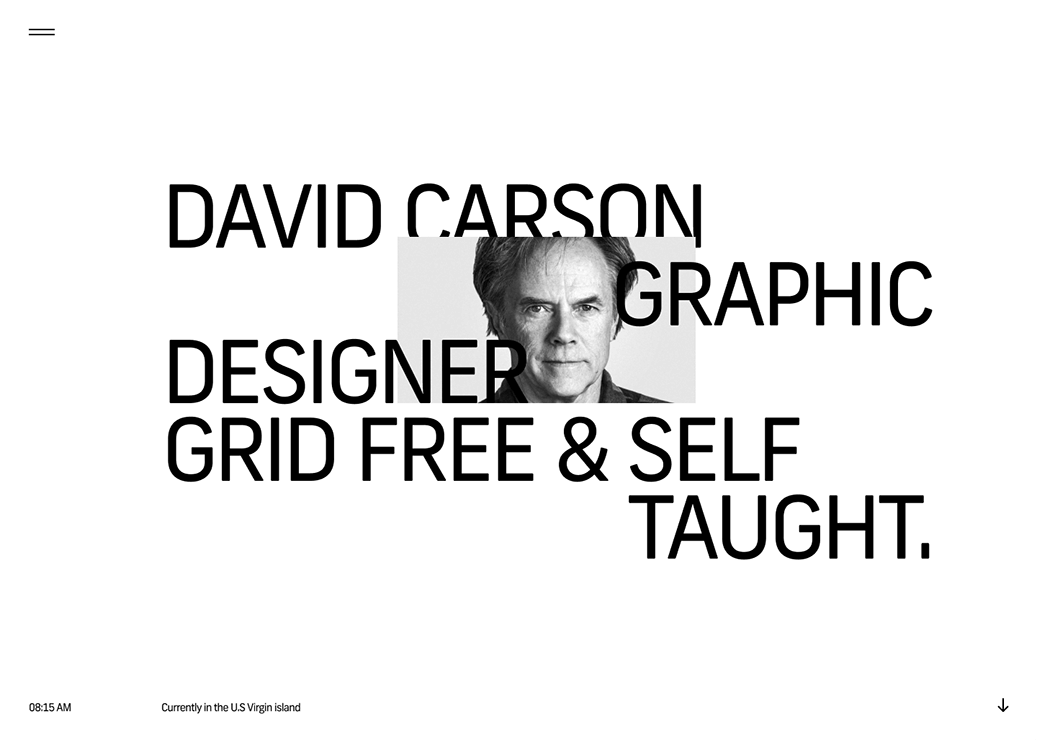 DAVID CARSON
GRAPHIC
DESIGNER
GRID FREE & SELF
TAUGHT.
08:15 AM
Currently in the U.S Virgin island